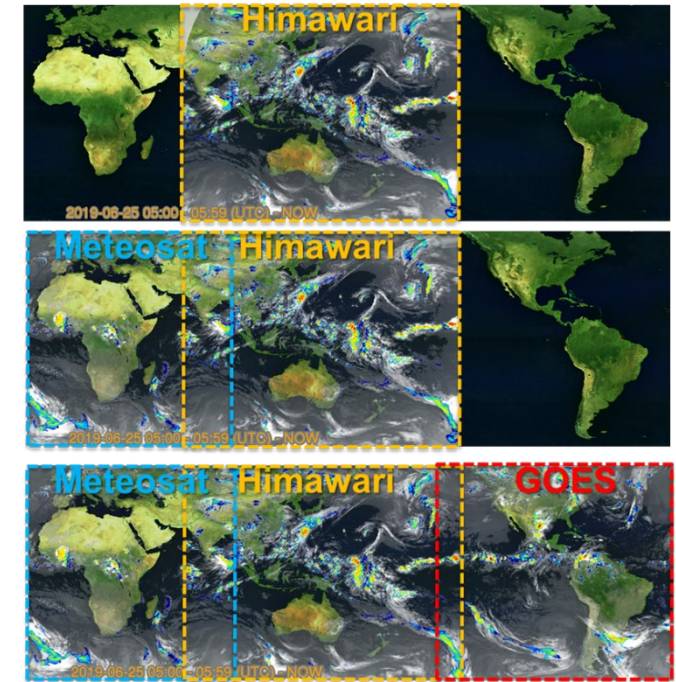 Himawari
2019-06-25 05:00 - 05:59 (UTC) - NOW
Meteosat Himawari
2019-06-25 05:00 - 05:59 (UTC) - NOW
Meteosat Himawari GOES
2019-06-25 05:00 - 05:59 (UTC) - NOW